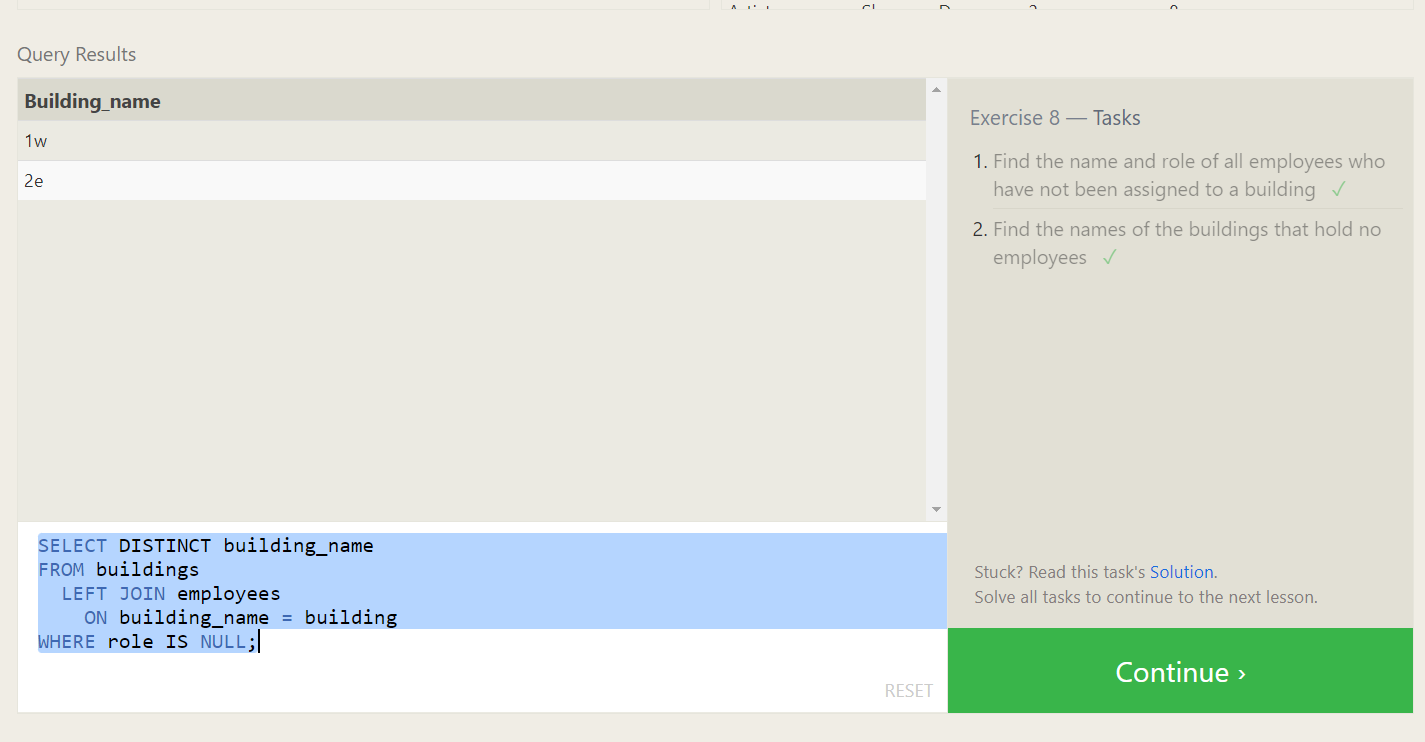 Query Results
Building_name
1w
2e
Exercise 8 — Tasks
1. Find the name and role of all employees who
have not been assigned to a building ✓
2. Find the names of the buildings that hold no
employees ✓
SELECT DISTINCT building_name
FROM buildings
LEFT JOIN employees
ON building_name = building
WHERE role IS NULL;
RESET
Stuck? Read this task's Solution.
Solve all tasks to continue to the next lesson.
Continue ›